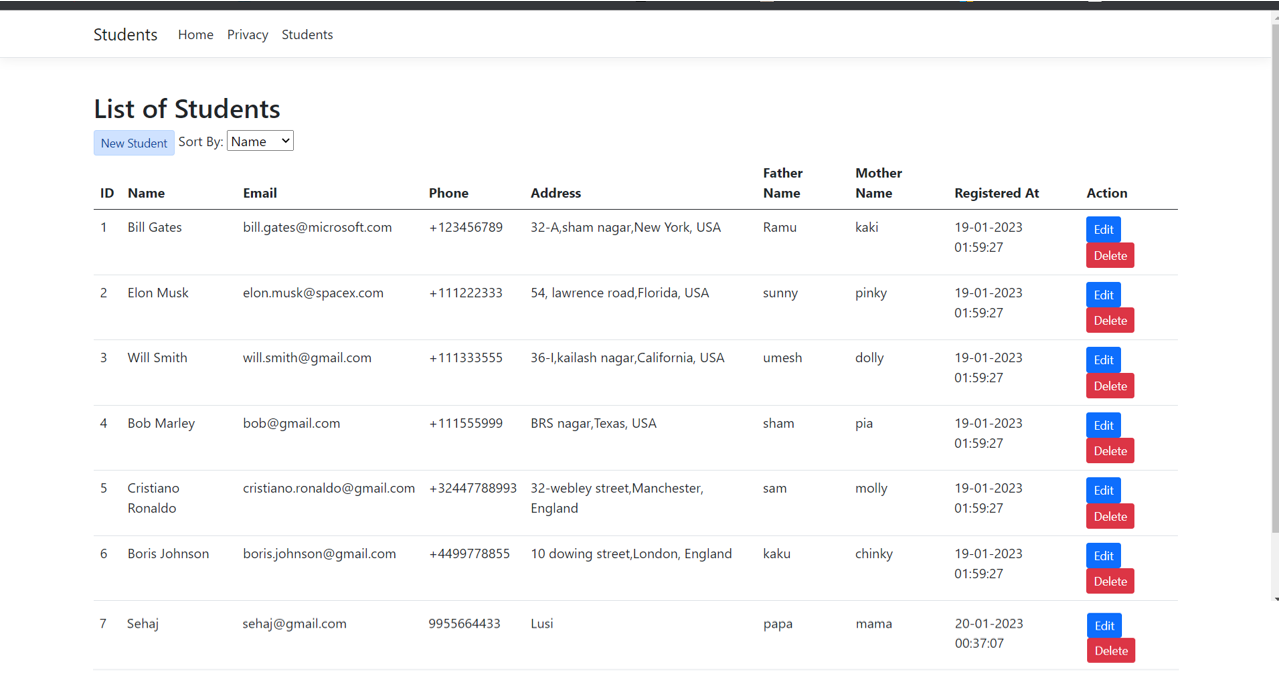 Students Home Privacy Students
List of Students
New Student Sort By: Name
ID Name Email Phone Address Father Name Mother Name Registered At Action
1 Bill Gates bill.gates@microsoft.com +123456789 32-A,sham nagar,New York, USA Ramu kaki 19-01-2023 Edit
01:59:27 Delete
2 Elon Musk elon.musk@spacex.com +111222333 54, lawrence road,Florida, USA sunny pinky 19-01-2023 Edit
01:59:27 Delete
3 Will Smith will.smith@gmail.com +111333555 36-I,kailash nagar,California, USA umesh dolly 19-01-2023 Edit
01:59:27 Delete
4 Bob Marley bob@gmail.com +111555999 BRS nagar,Texas, USA sham pia 19-01-2023 Edit
01:59:27 Delete
5 Cristiano cristiano.ronaldo@gmail.com +32447788993 32-webley street,Manchester, sam molly 19-01-2023 Edit
Ronaldo England 01:59:27 Delete
6 Boris Johnson boris.johnson@gmail.com +4499778855 10 dowing street,London, England kaku chinky 19-01-2023 Edit
01:59:27 Delete
7 Sehaj sehaj@gmail.com 9955664433 Lusi papa mama 20-01-2023 Edit
00:37:07 Delete